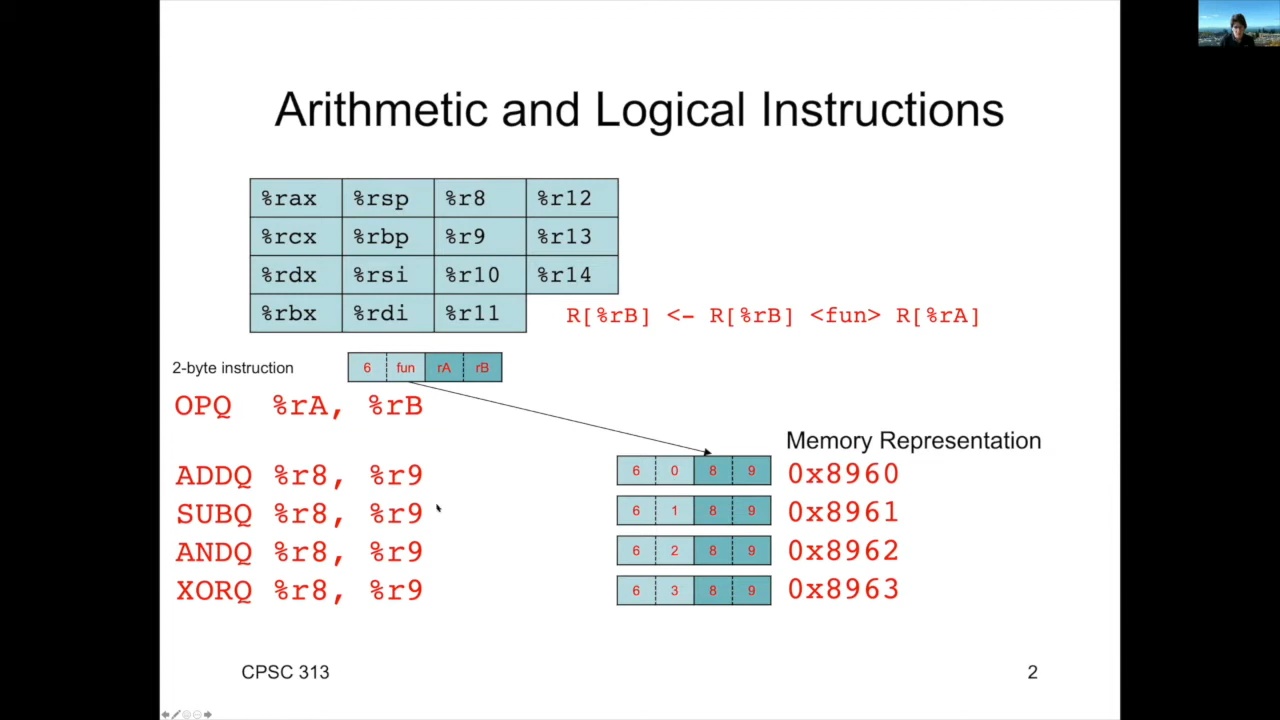 Arithmetic and Logical Instructions
%rax %rsp %r8 %r12
%rcx %rbp %r9 %r13
%rdx %rsi %r10 %r14
%rbx %rdi %r11
R[%rB] <- R[%rB] <fun> R[%rA]
2-byte instruction
6 fun rA rB
OPQ %rA, %rB
Memory Representation
ADDQ %r8, %r9
6 0 8 9
0x8960
SUBQ %r8, %r9
6 1 8 9
0x8961
ANDQ %r8, %r9
6 2 8 9
0x8962
XORQ %r8, %r9
6 3 8 9
0x8963
CPSC 313
2